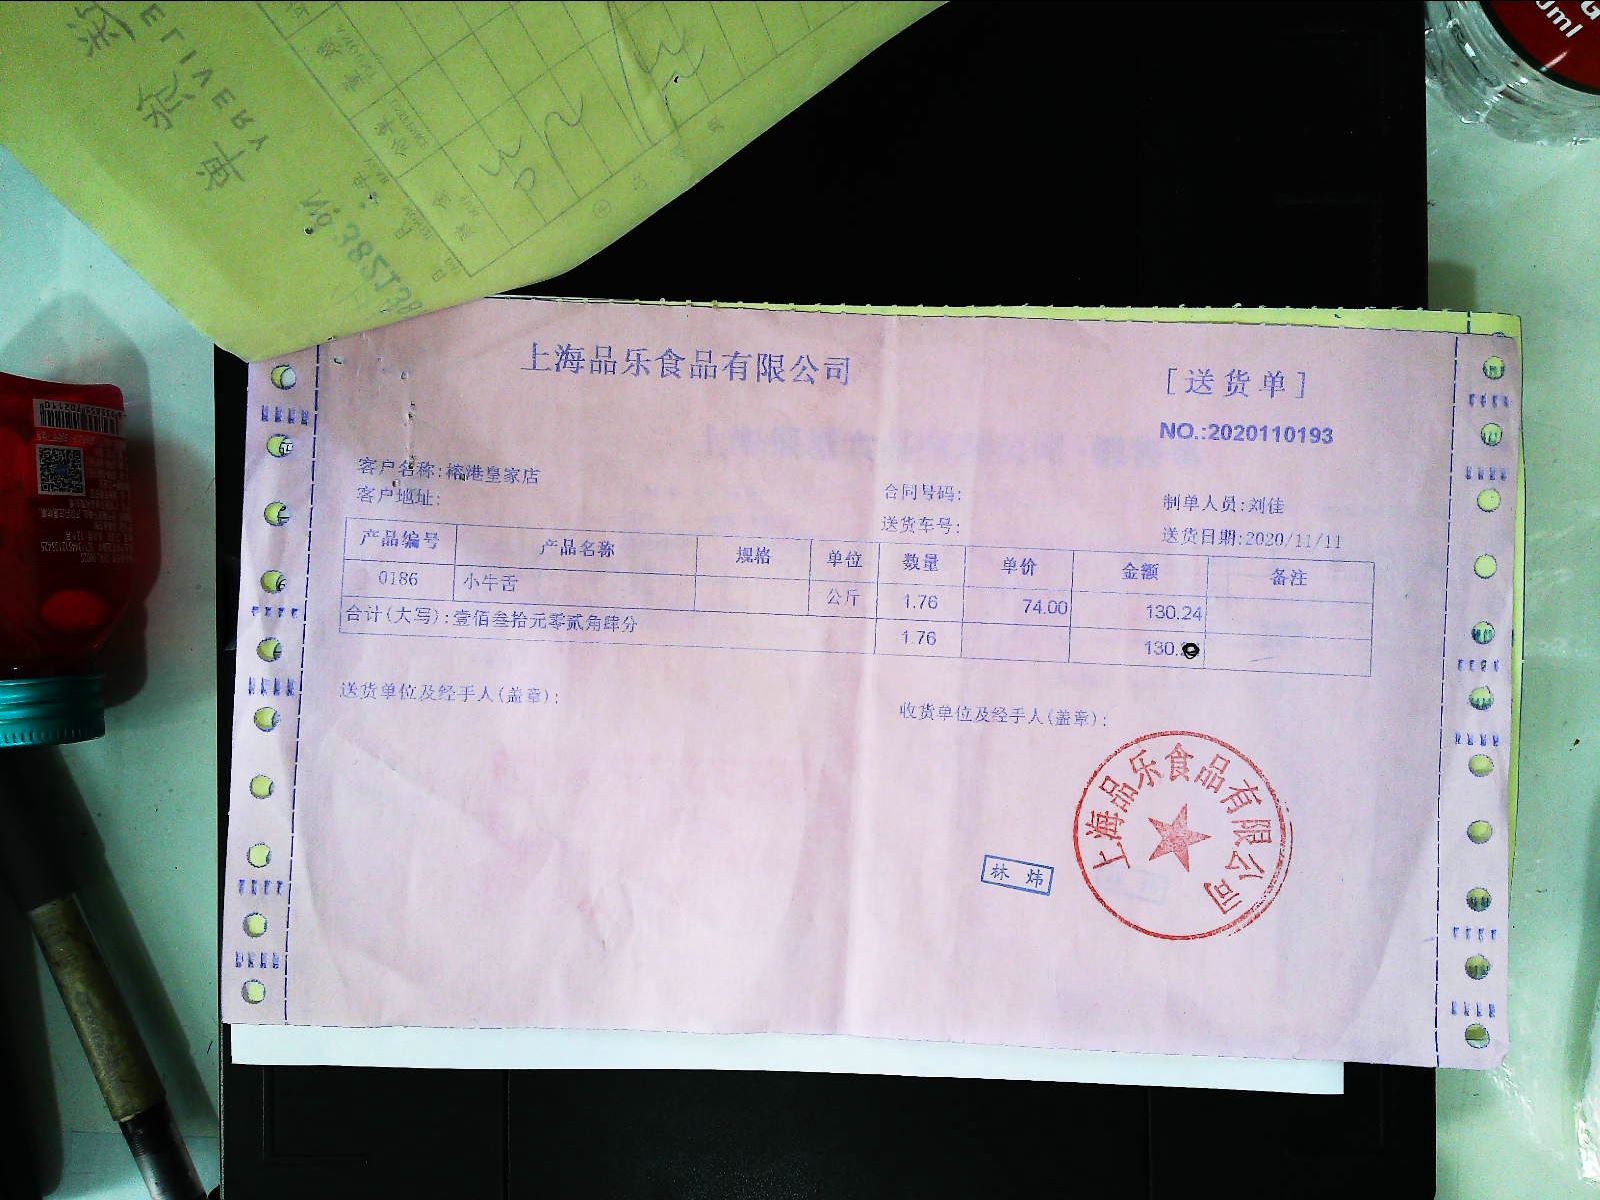 DELIVERY
No.3852138
上海品乐食品有限公司
[送货单]
NO.:2020110193
客户名称:榕港皇家店
客户地址:
合同号码:
制单人员:刘佳
送货车号:
送货日期:2020/11/11
产品编号 产品名称 规格 单位 数量 单价 金额 备注
0186 小牛舌 公斤 1.76 74.00 130.24
合计(大写):壹佰叁拾元零贰角肆分 1.76 130.
送货单位及经手人(盖章):
收货单位及经手人(盖章):
上海品乐食品有限公司
林炜